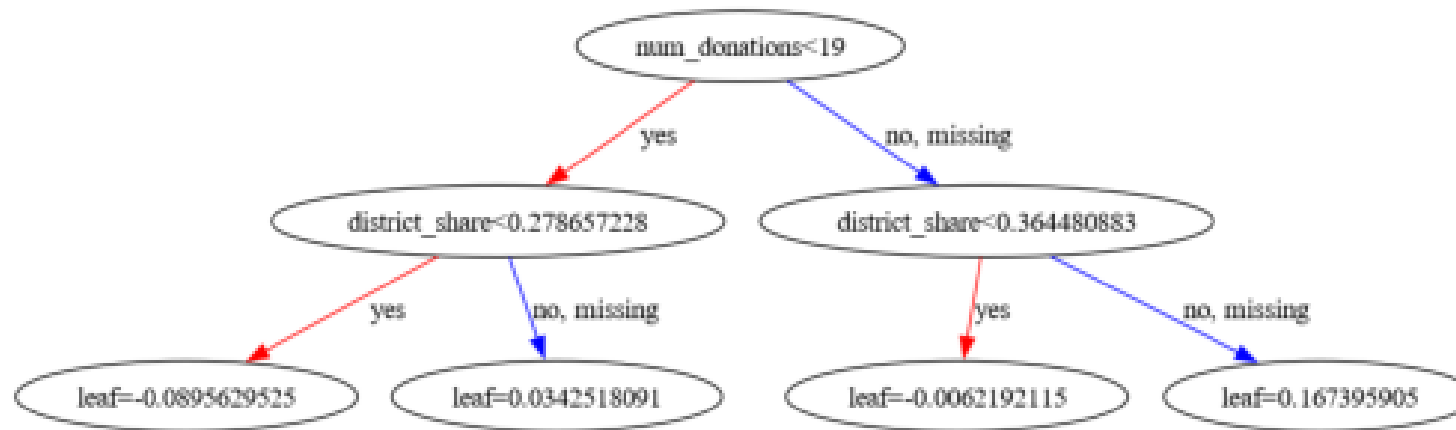 num_donations<19
yes
no, missing
district_share<0.278657228
district_share<0.364480883
yes
no, missing
yes
no, missing
leaf=-0.0895629525
leaf=0.0342518091
leaf=-0.0062192115
leaf=0.167395905